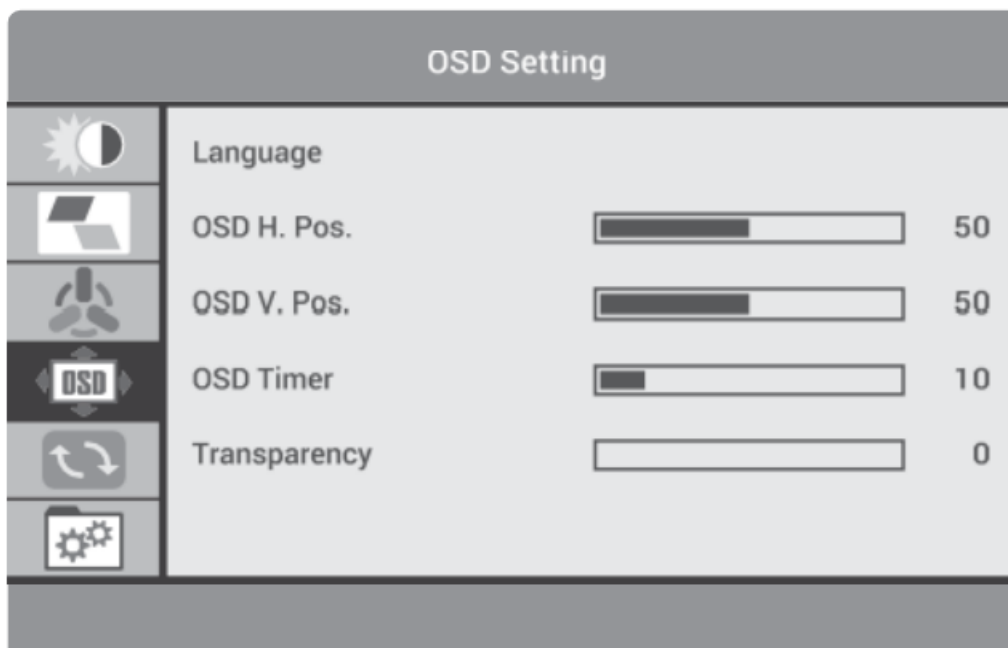 OSD Setting
Language
OSD H. Pos. 50
OSD V. Pos. 50
OSD
OSD Timer 10
Transparency 0